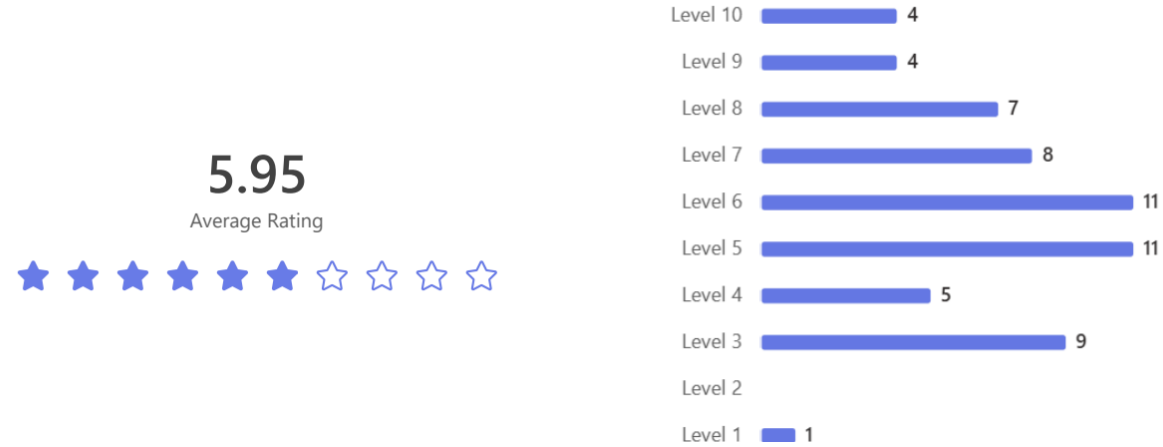 5.95
Average Rating
Level 10 4
Level 9 4
Level 8 7
Level 7 8
Level 6 11
Level 5 11
Level 4 5
Level 3 9
Level 2
Level 1 1